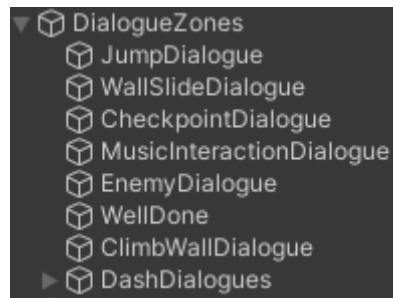 DialogueZones
JumpDialogue
WallSlideDialogue
CheckpointDialogue
MusicInteractionDialogue
EnemyDialogue
WellDone
ClimbWallDialogue
DashDialogues